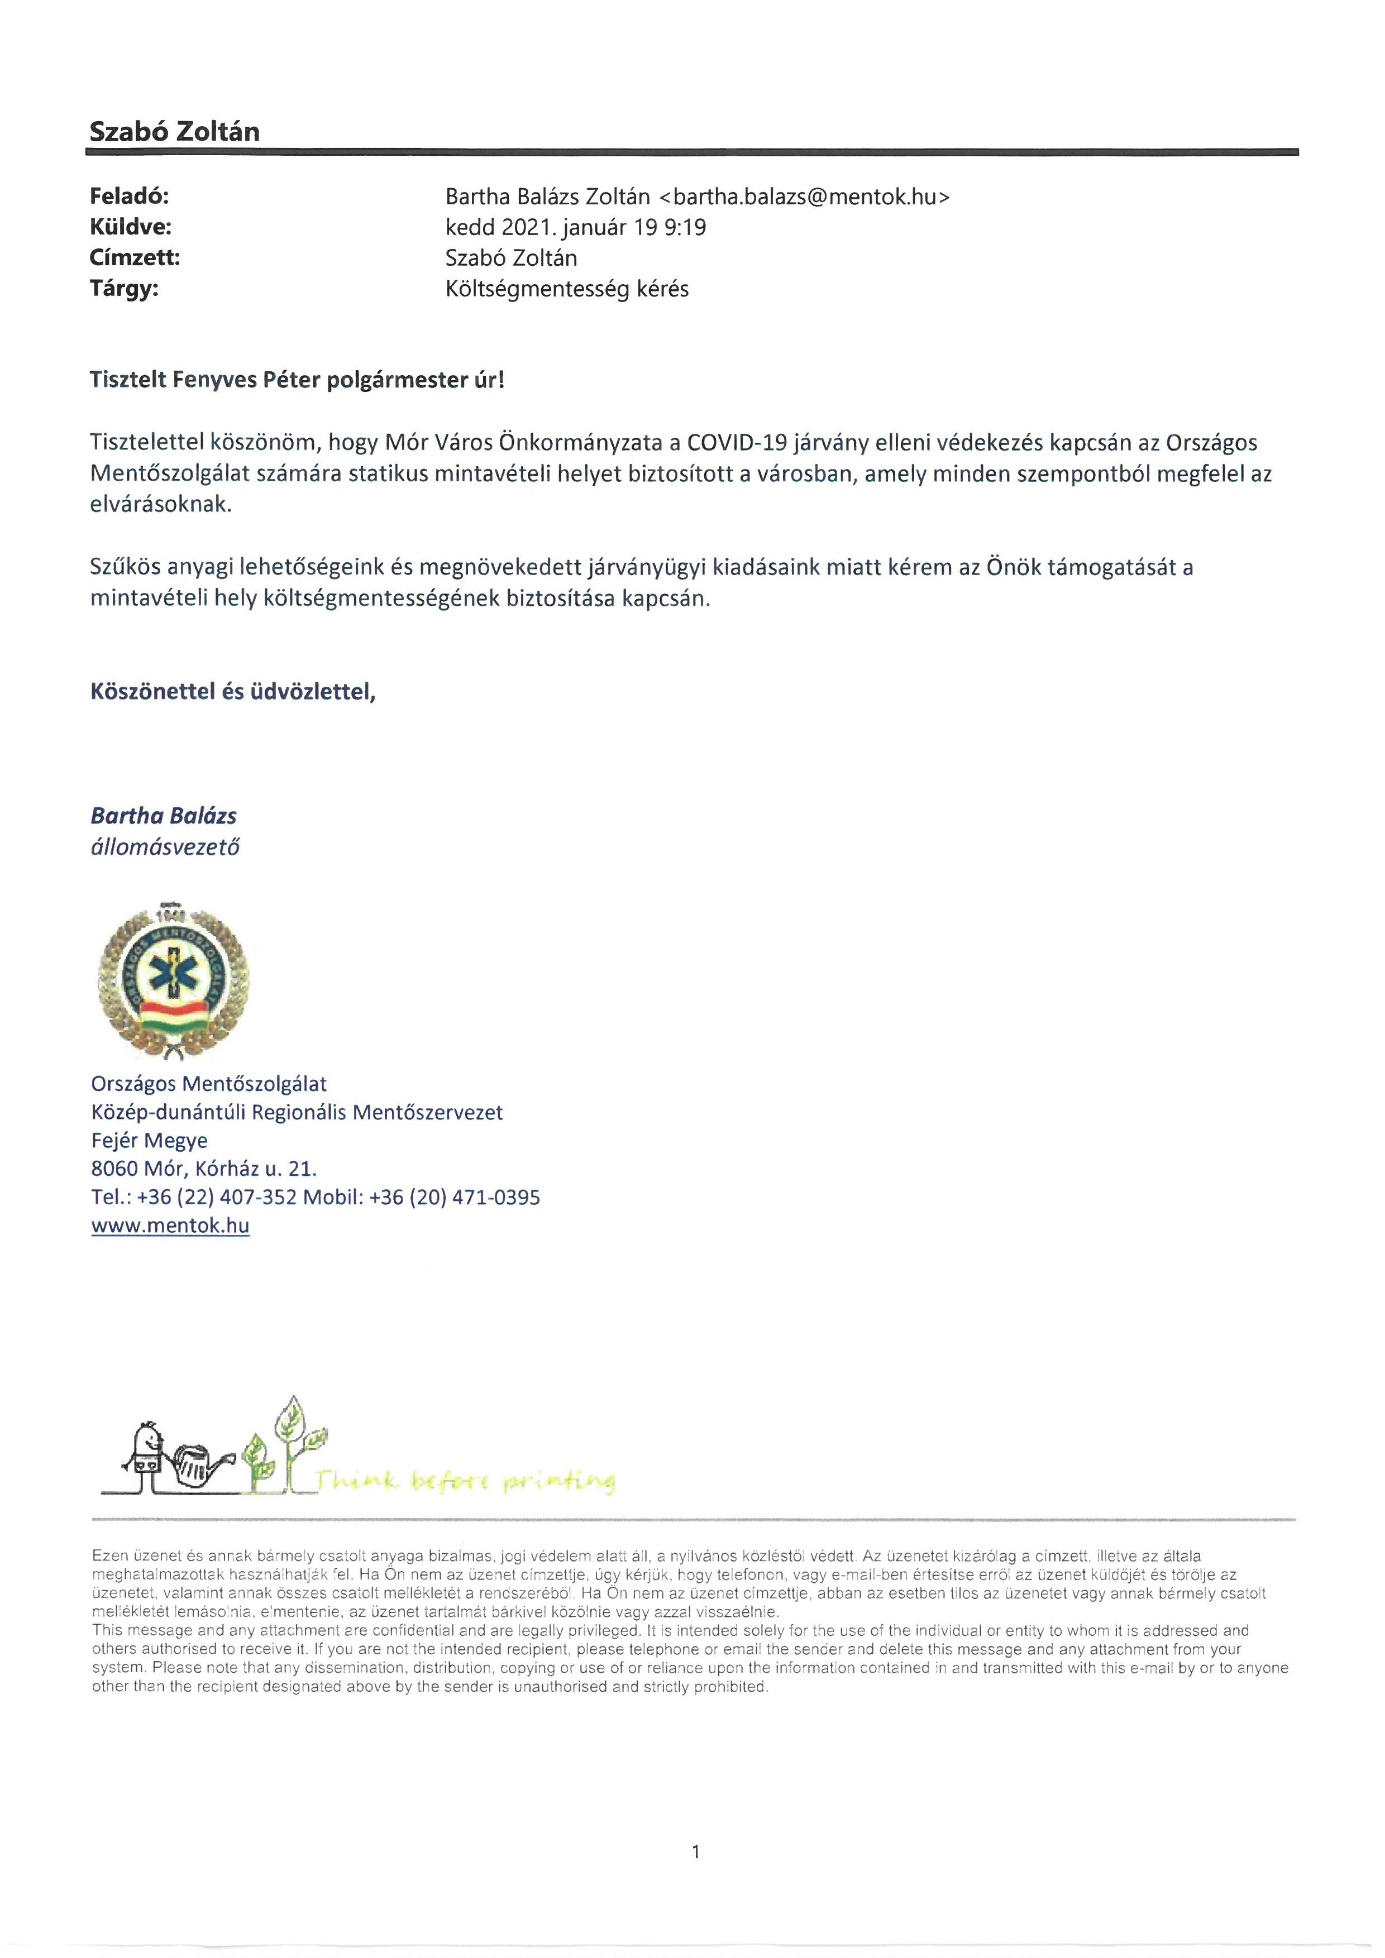 Szabó Zoltán
Feladó: Bartha Balázs Zoltán <bartha.balazs@mentok.hu>
Küldve: kedd 2021. január 19 9:19
Címzett: Szabó Zoltán
Tárgy: Költségmentesség kérés
Tisztelt Fenyves Péter polgármester úr!
Tisztelettel köszönöm, hogy Mór Város Önkormányzata a COVID-19 járvány elleni védekezés kapcsán az Országos
Mentőszolgálat számára statikus mintavételi helyet biztosított a városban, amely minden szempontból megfelel az
elvárásoknak.
Szűkös anyagi lehetőségeink és megnövekedett járványügyi kiadásaink miatt kérem az Önök támogatását a
mintavételi hely költségmentességének biztosítása kapcsán.
Köszönettel és üdvözlettel,
Bartha Balázs
állomásvezető
ORSZÁGOS MENTŐSZOLGÁLAT
Országos Mentőszolgálat
Közép-dunántúli Regionális Mentőszervezet
Fejér Megye
8060 Mór, Kórház u. 21.
Tel.: +36 (22) 407-352 Mobil: +36 (20) 471-0395
www.mentok.hu
Think before printing
Ezen üzenet és annak bármely csatolt anyaga bizalmas, jogi védelem alatt áll, a nyilvános közléstől védett. Az üzenetet kizárólag a címzett, illetve az általa
meghatalmazottak használhatják fel. Ha Ön nem az üzenet címzettje, úgy kérjük, hogy telefonon, vagy e-mail-ben értesítse erről az üzenet küldőjét és törölje az
üzenetet, valamint annak összes csatolt mellékletét a rendszeréből. Ha Ön nem az üzenet címzettje, abban az esetben tilos az üzenetet vagy annak bármely csatolt
mellékletét lemásolnia, elmentenie, az üzenet tartalmát bárkivel közölnie vagy azzal visszaélnie.
This message and any attachment are confidential and are legally privileged. It is intended solely for the use of the individual or entity to whom it is addressed and
others authorised to receive it. If you are not the intended recipient, please telephone or email the sender and delete this message and any attachment from your
system. Please note that any dissemination, distribution, copying or use of or reliance upon the information contained in and transmitted with this e-mail by or to anyone
other than the recipient designated above by the sender is unauthorised and strictly prohibited.
1